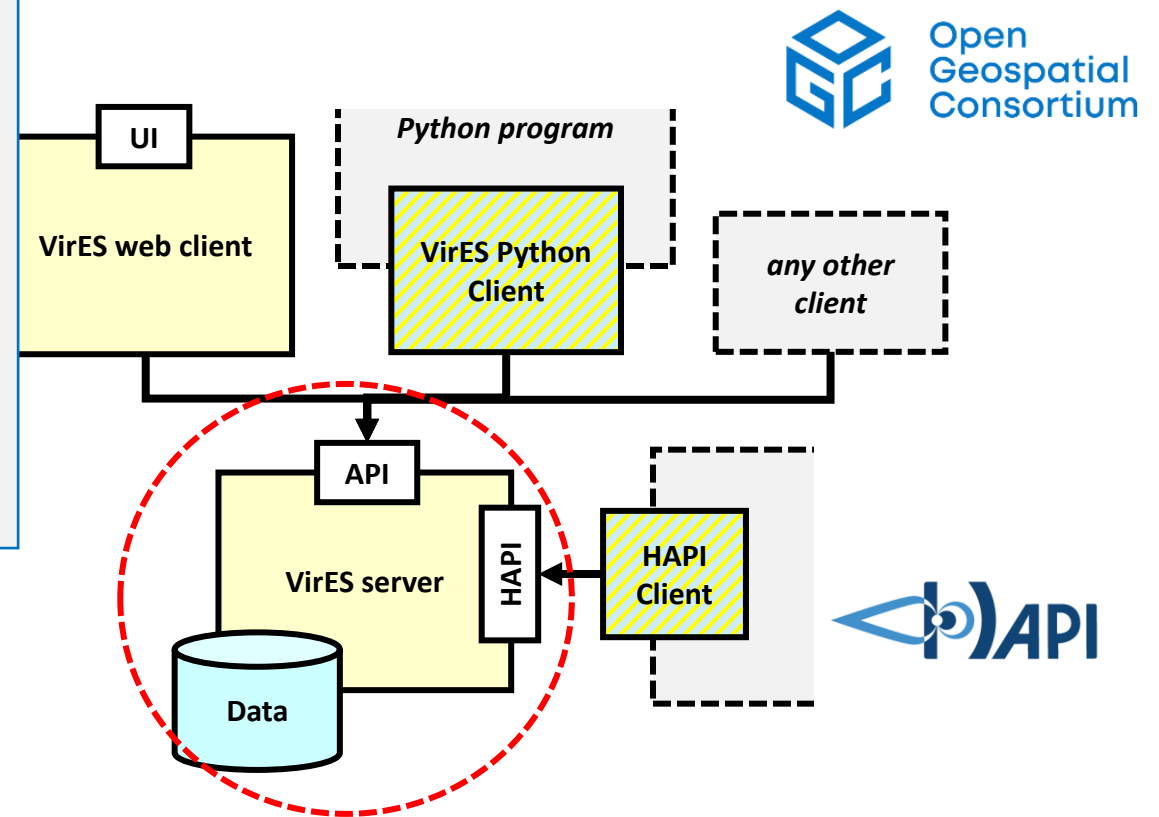 Open
Geospatial
Consortium
UI
Python program
VirES web client
VirES Python
Client
any other
client
API
VirES server
HAPI
HAPI
Client
Data
HAPI